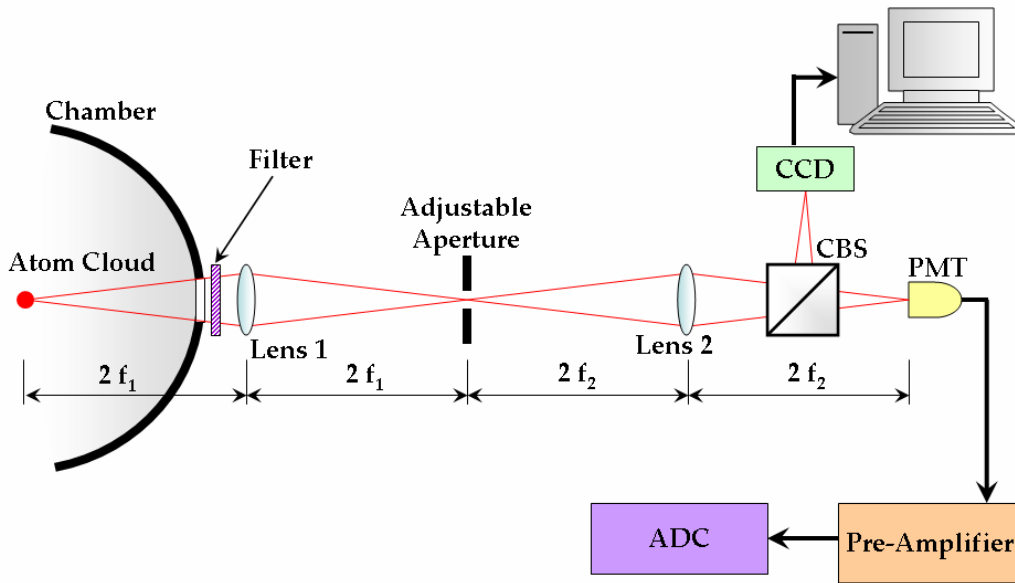 Chamber
Filter
Adjustable
Aperture
CCD
CBS
Atom Cloud
PMT
Lens 1
Lens 2
2 f₁
2 f₁
2 f₂
2 f₂
ADC
Pre-Amplifier